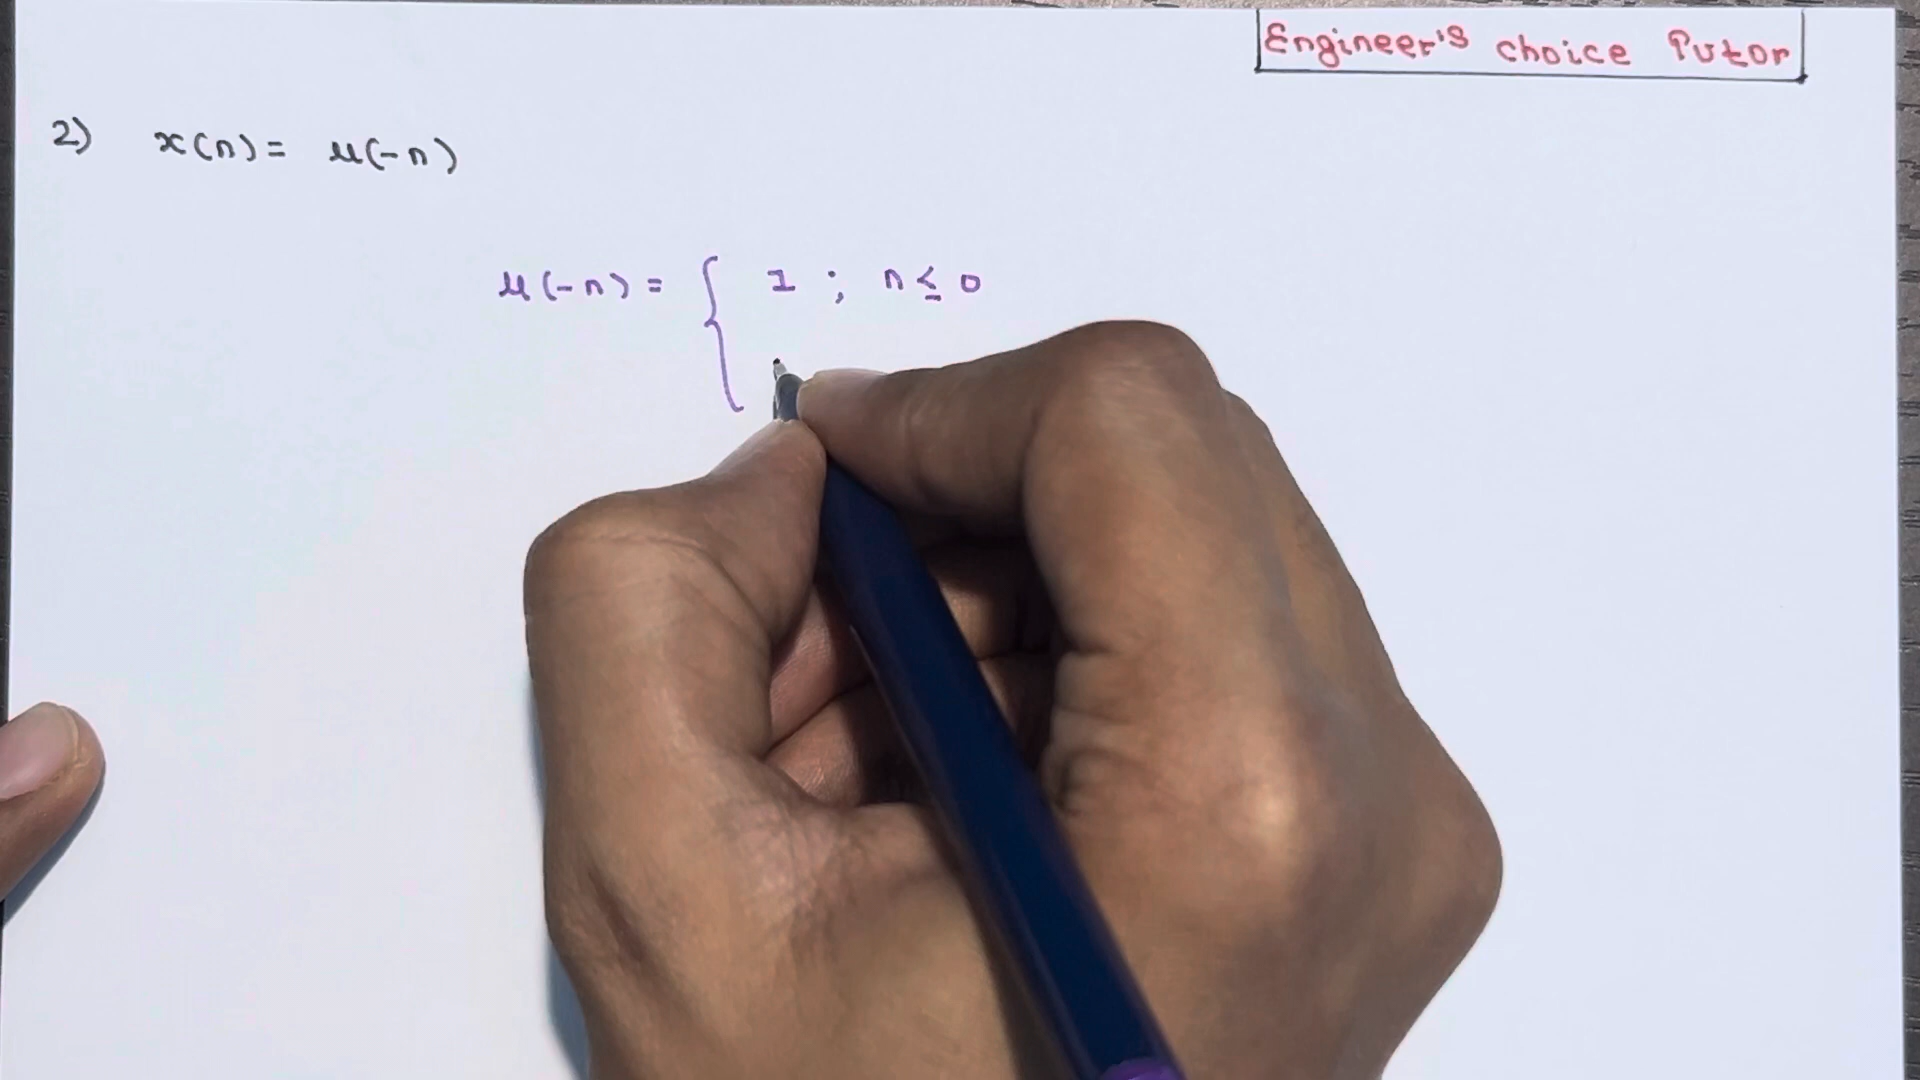 Engineer's choice Tutor
2) x(n) = u(-n)
u(-n) = { 1 ; n ≤ 0